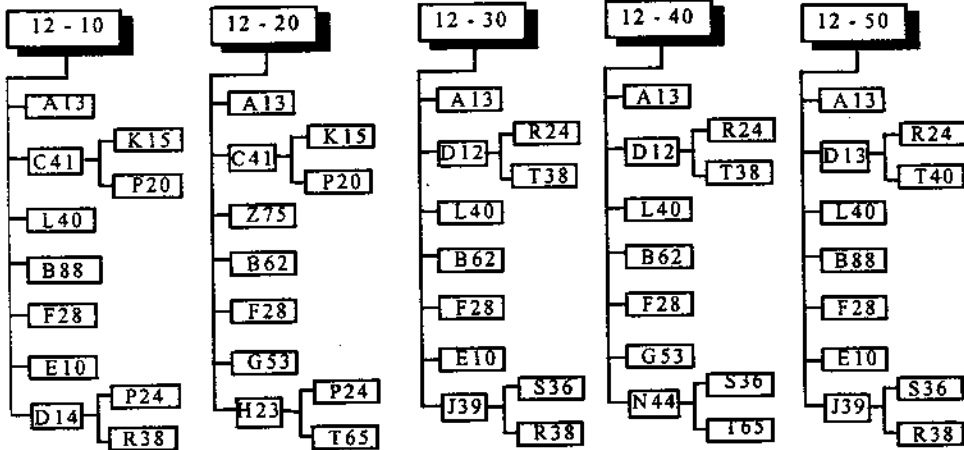 12 - 10 12 - 20 12 - 30 12 - 40 12 - 50
A13 A13 A13 A13 A13
K15 K15 R24 R24 R24
C41 C41 D12 D12 D13
P20 P20 T38 T38 T40
L40 Z75 L40 L40 L40
B88 B62 B62 B62 B88
F28 F28 F28 F28 F28
E10 G53 E10 G53 E10
P24 P24 S36 S36 S36
D14 H23 J39 N44 J39
R38 T65 R38 T65 R38